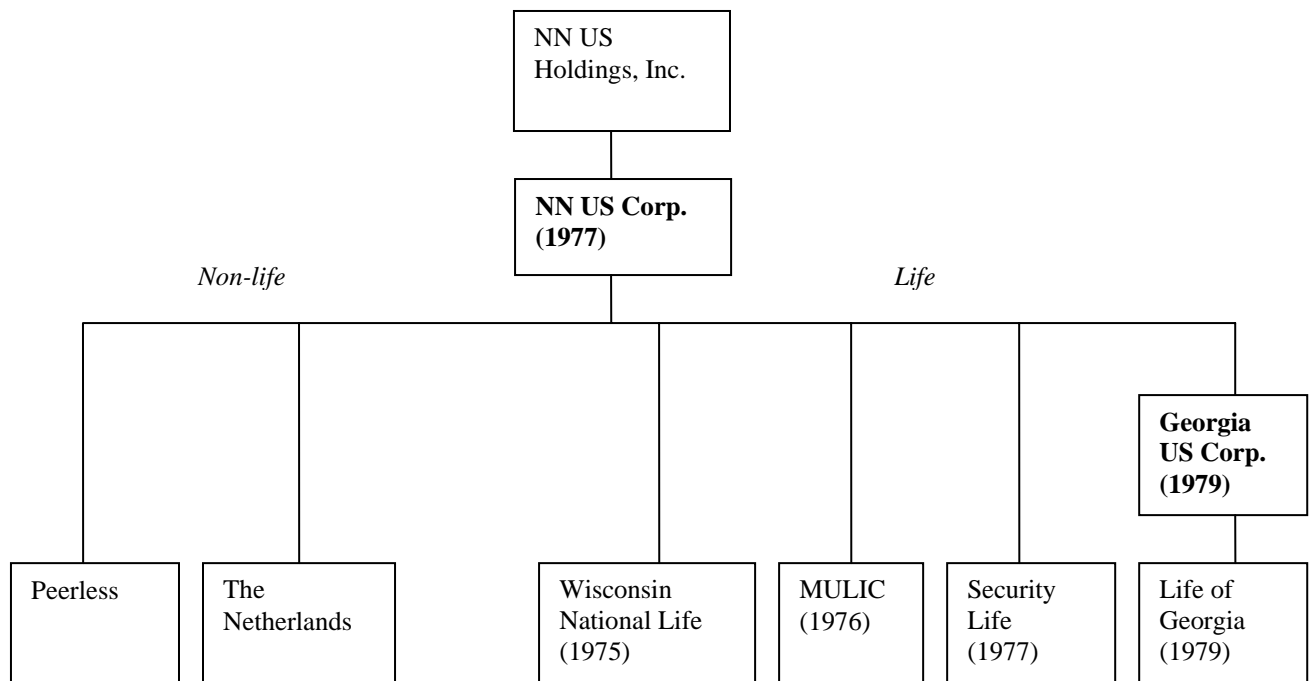 NN US
Holdings, Inc.
NN US Corp.
(1977)
Non-life
Life
Georgia
US Corp.
(1979)
Peerless
The
Netherlands
Wisconsin
National Life
(1975)
MULIC
(1976)
Security
Life
(1977)
Life of
Georgia
(1979)